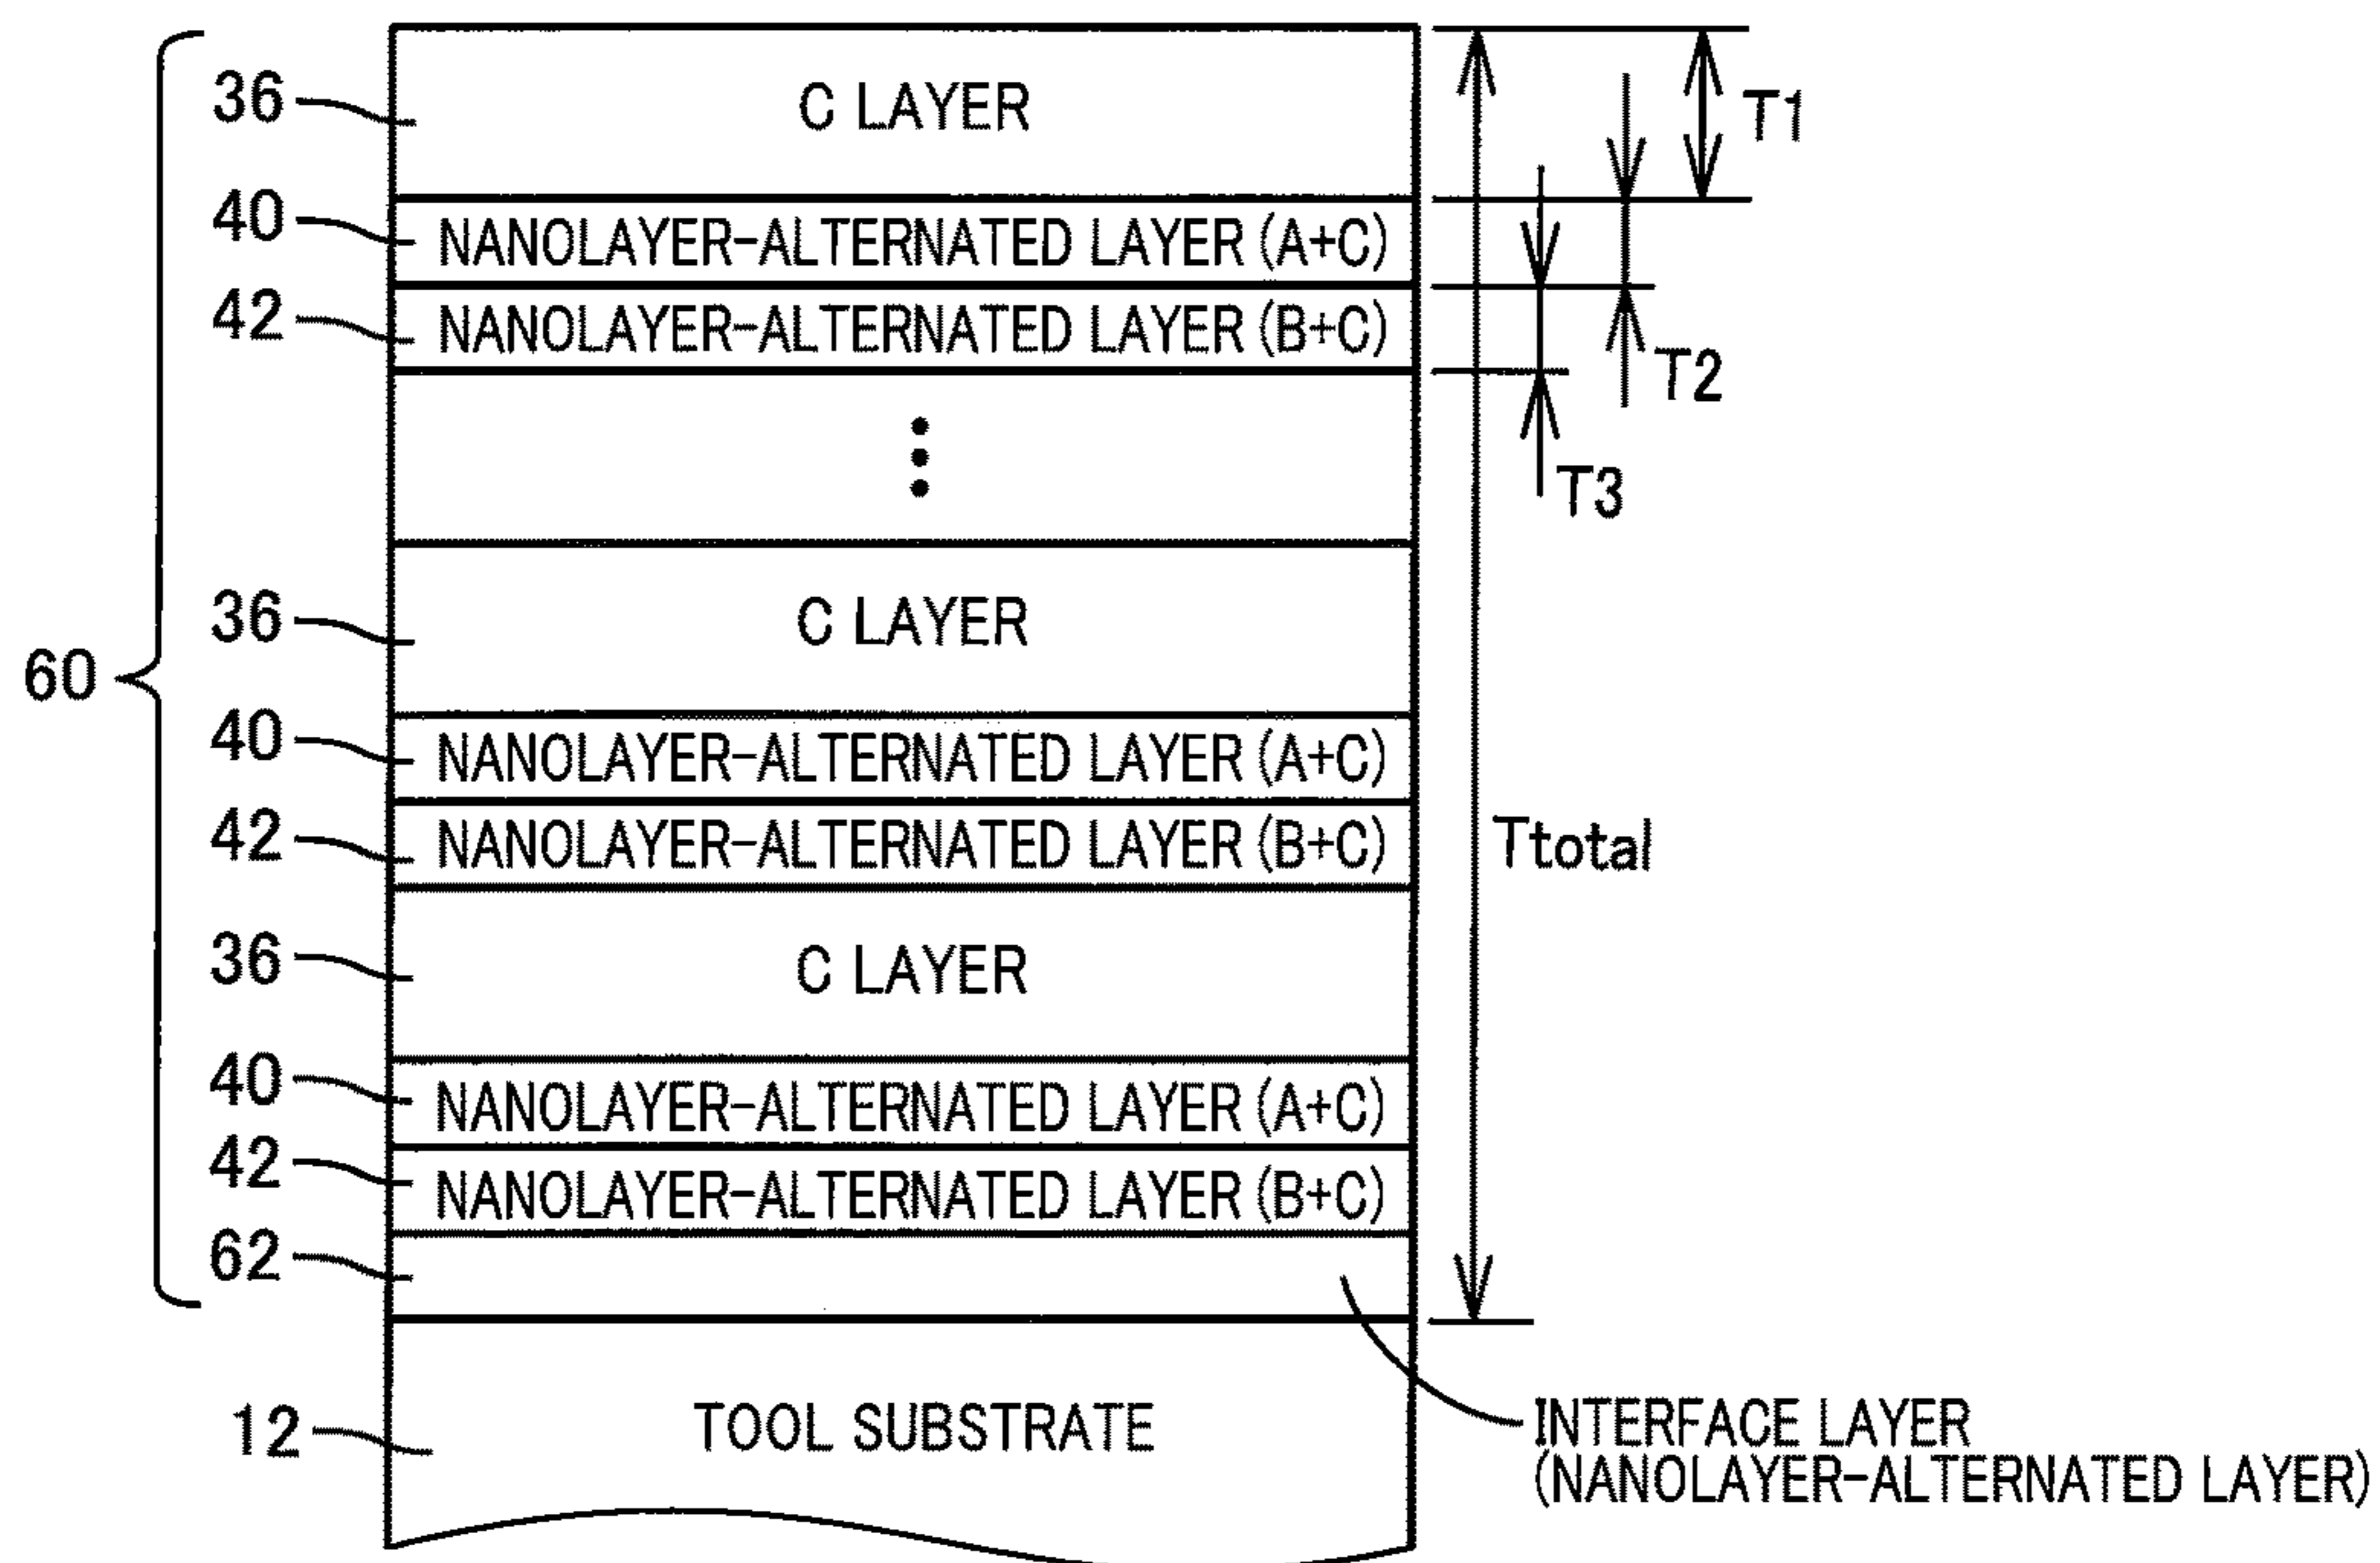 36
C LAYER
T1
40
NANOLAYER-ALTERNATED LAYER (A+C)
42
NANOLAYER-ALTERNATED LAYER (B+C)
T2
T3
36
C LAYER
60
40
NANOLAYER-ALTERNATED LAYER (A+C)
42
NANOLAYER-ALTERNATED LAYER (B+C)
Ttotal
36
C LAYER
40
NANOLAYER-ALTERNATED LAYER (A+C)
42
NANOLAYER-ALTERNATED LAYER (B+C)
62
12
TOOL SUBSTRATE
INTERFACE LAYER
(NANOLAYER-ALTERNATED LAYER)